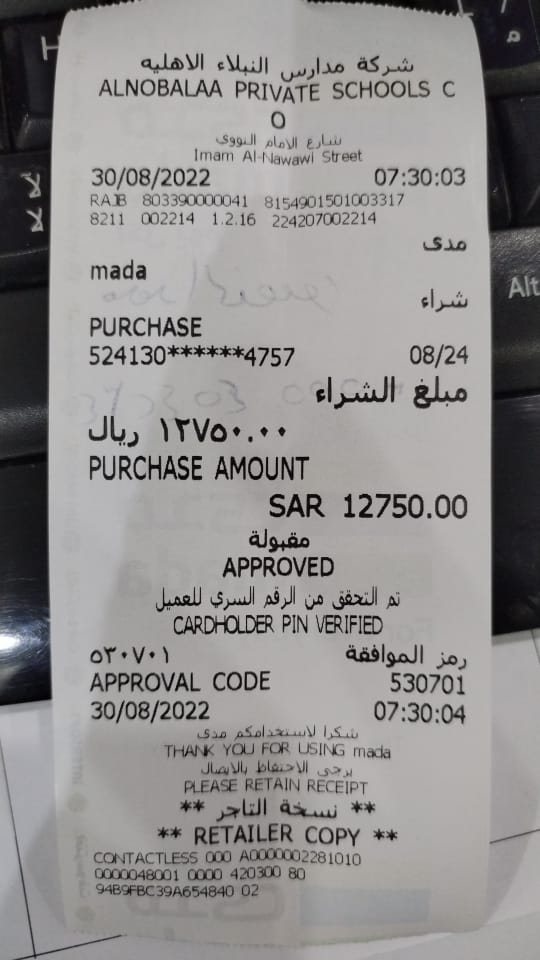 شركة مدارس النبلاء الاهليه
ALNOBALAA PRIVATE SCHOOLS C
O
شارع الامام النووي
Imam Al-Nawawi Street
30/08/2022 07:30:03
RAJB 803390000041 8154901501003317
8211 002214 1.2.16 224207002214
مدى
mada
شراء
PURCHASE
524130******4757 08/24
مبلغ الشراء
١٢٧٥٠.٠٠ ريال
PURCHASE AMOUNT
SAR 12750.00
مقبولة
APPROVED
تم التحقق من الرقم السري للعميل
CARDHOLDER PIN VERIFIED
رمز الموافقة ٥٣٠٧٠١
APPROVAL CODE 530701
30/08/2022 07:30:04
شكرا لاستخدامكم مدى
THANK YOU FOR USING mada
يرجى الاحتفاظ بالايصال
PLEASE RETAIN RECEIPT
** نسخة التاجر **
** RETAILER COPY **
CONTACTLESS 000 A0000002281010
0000048001 0000 420300 80
94B9FBC39A654840 02
Alt